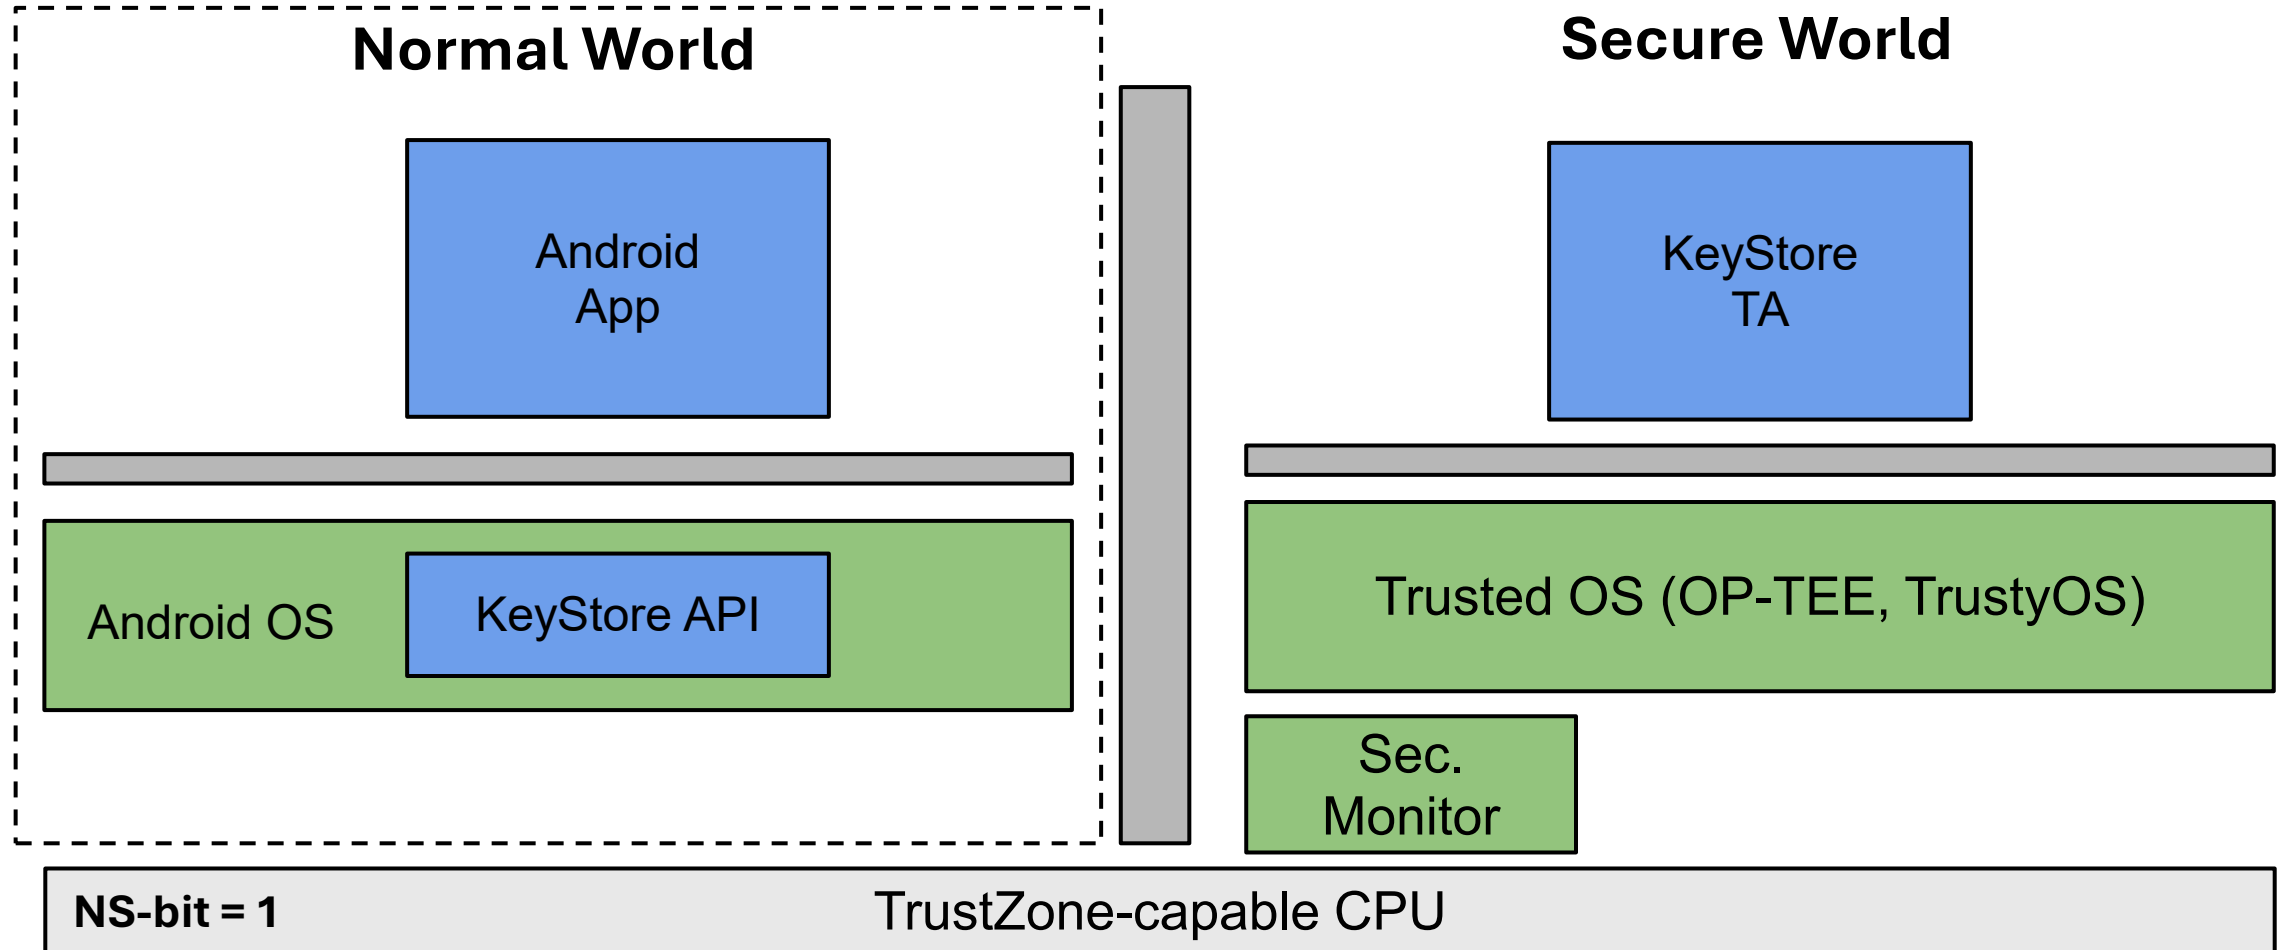 Normal World
Secure World
Android
App
KeyStore
TA
Android OS
KeyStore API
Trusted OS (OP-TEE, TrustyOS)
Sec.
Monitor
NS-bit = 1
TrustZone-capable CPU